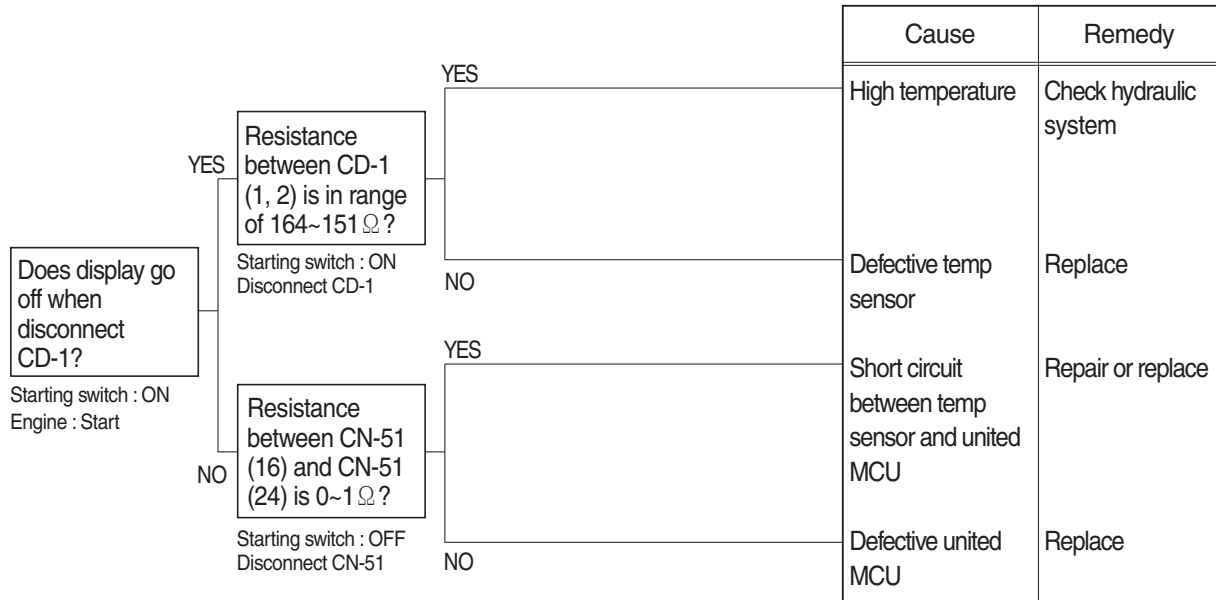 Cause
Remedy
YES
High temperature
Check hydraulic
system
Resistance
between CD-1
(1, 2) is in range
of 164~151Ω?
YES
Starting switch : ON
Disconnect CD-1
NO
Defective temp
sensor
Replace
Does display go
off when
disconnect
CD-1?
Starting switch : ON
Engine : Start
YES
Short circuit
between temp
sensor and united
MCU
Repair or replace
Resistance
between CN-51
(16) and CN-51
(24) is 0~1Ω?
NO
Starting switch : OFF
Disconnect CN-51
NO
Defective united
MCU
Replace